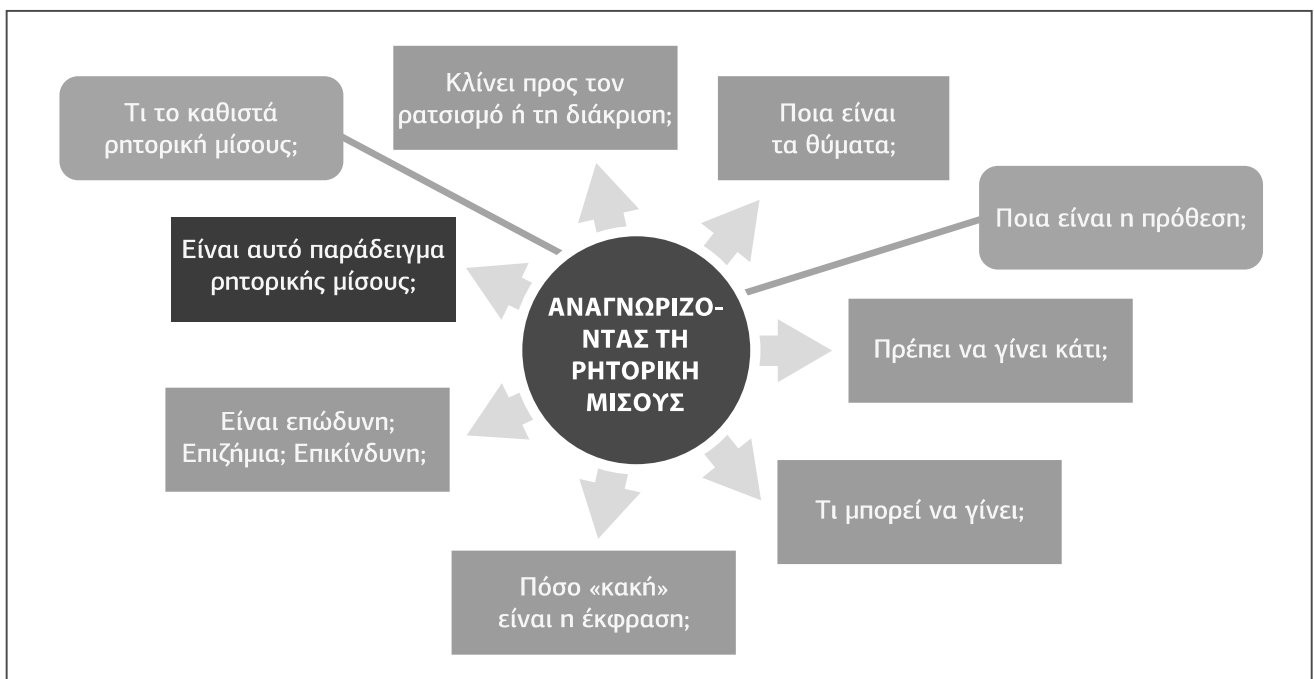 Τι το καθιστά
ρητορική μίσους;
Κλίνει προς τον
ρατσισμό ή τη διάκριση;
Ποια είναι
τα θύματα;
Ποια είναι η πρόθεση;
Είναι αυτό παράδειγμα
ρητορικής μίσους;
ΑΝΑΓΝΩΡΙΖΟ-
ΝΤΑΣ ΤΗ
ΡΗΤΟΡΙΚΗ
ΜΙΣΟΥΣ
Πρέπει να γίνει κάτι;
Είναι επώδυνη;
Επιζήμια; Επικίνδυνη;
Τι μπορεί να γίνει;
Πόσο «κακή»
είναι η έκφραση;